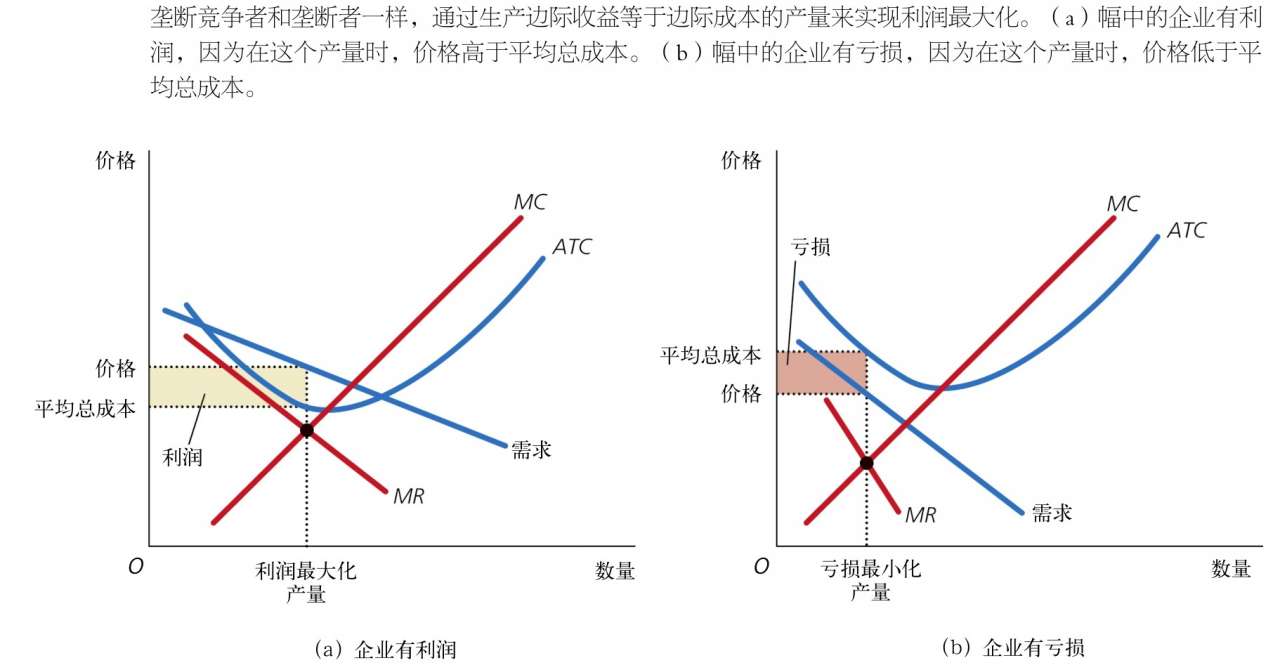 垄断竞争者和垄断者一样，通过生产边际收益等于边际成本的产量来实现利润最大化。（a）幅中的企业有利
润，因为在这个产量时，价格高于平均总成本。（b）幅中的企业有亏损，因为在这个产量时，价格低于平
均总成本。
价格
MC
ATC
价格
平均总成本
利润
需求
MR
O
利润最大化
产量
数量
（a）企业有利润
价格
MC
ATC
亏损
平均总成本
价格
MR
需求
O
亏损最小化
产量
数量
（b）企业有亏损